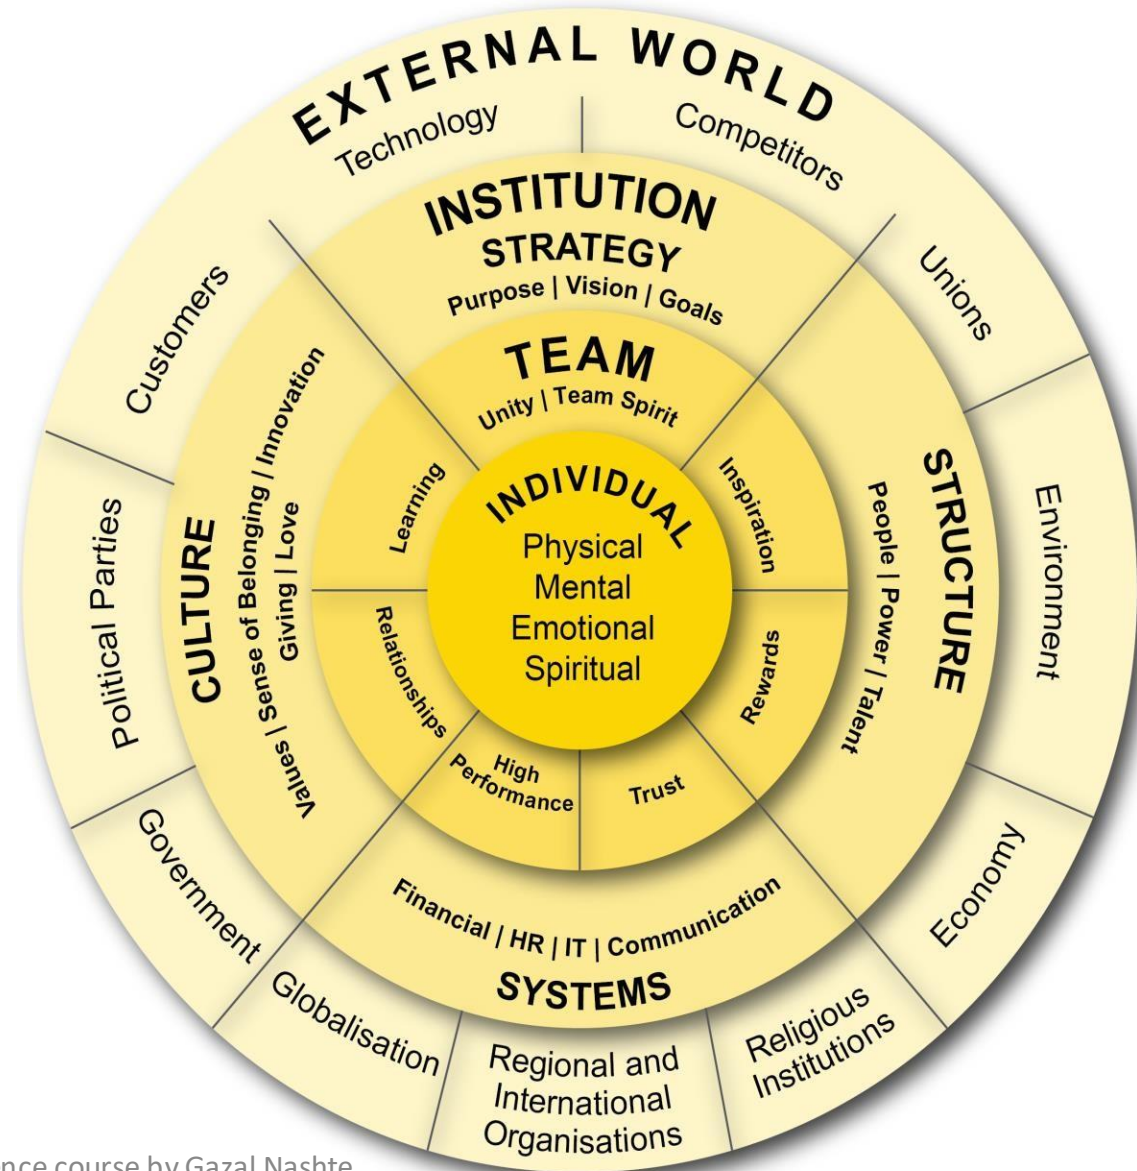 EXTERNAL WORLD
Technology
Competitors
Unions
Environment
Economy
Religious
Institutions
Regional and
International
Organisations
Globalisation
Government
Political Parties
Customers
INSTITUTION
STRATEGY
Purpose | Vision | Goals
STRUCTURE
People | Power | Talent
Financial | HR | IT | Communication
SYSTEMS
CULTURE
Values | Sense of Belonging | Innovation
Giving | Love
TEAM
Unity | Team Spirit
Inspiration
Rewards
Trust
High
Performance
Relationships
Learning
INDIVIDUAL
Physical
Mental
Emotional
Spiritual
course by Gazal Nashte